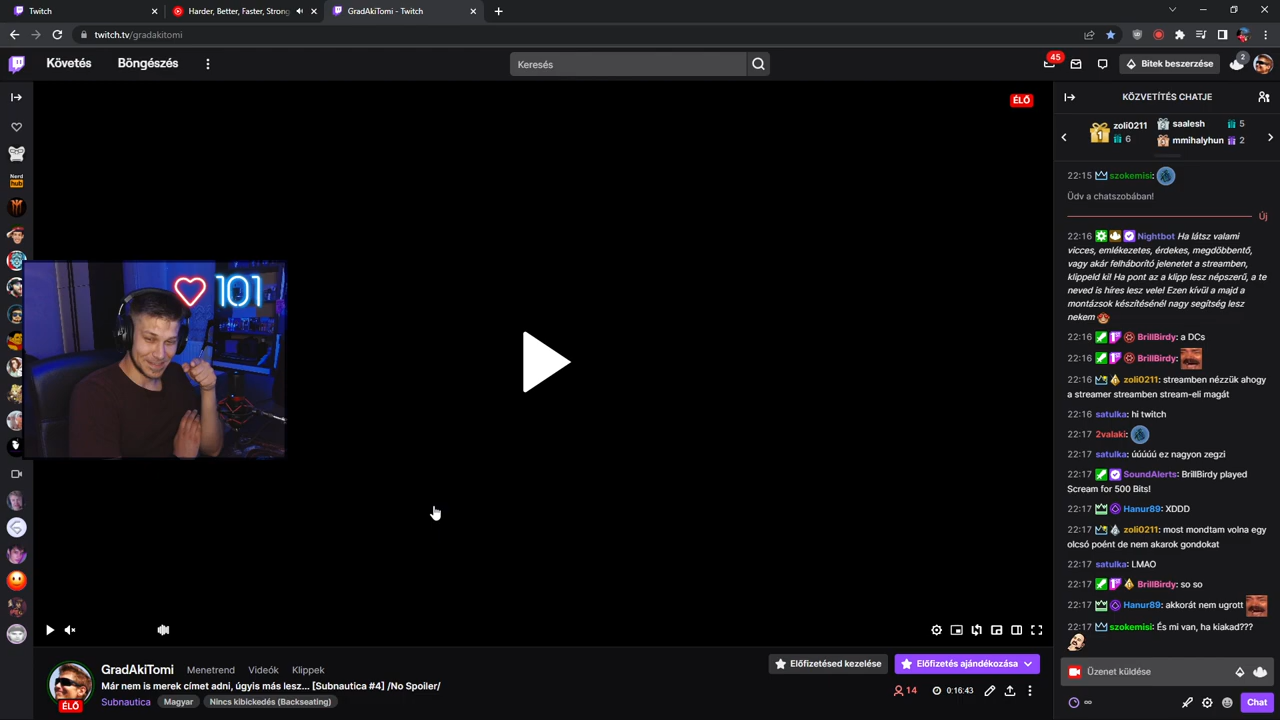 Twitch
Harder, Better, Faster, Strong
GradAkiTomi - Twitch
twitch.tv/gradakitomi
Követés
Böngészés
Keresés
45
Bitek beszerzése
2
ÉLŐ
KÖZVETÍTÉS CHATJE
1
zoli0211
6
saalesh
5
mmihalyhun
2
Nerd
hub
101
22:15 szokemisi:
Üdv a chatszobában!
Új
22:16 Nightbot Ha látsz valami
vicces, emlékezetes, érdekes, megdöbbentő,
vagy akár felháborító jelenetet a streamben,
klippeld ki! Ha pont az a klipp lesz népszerű, a te
neved is híres lesz vele! Ezen kívül a majd a
montázsok készítésénél nagy segítség lesz
nekem
22:16 BrillBirdy: a DCs
22:16 BrillBirdy:
22:16 zoli0211: streamben nézzük ahogy
a streamer streamben stream-eli magát
22:16 satulka: hi twitch
22:17 2valaki:
22:17 satulka: úúúúú ez nagyon zegzi
22:17 SoundAlerts: BrillBirdy played
Scream for 500 Bits!
22:17 Hanur89: XDDD
22:17 zoli0211: most mondtam volna egy
olcsó poént de nem akarok gondokat
22:17 satulka: LMAO
22:17 BrillBirdy: so so
22:17 Hanur89: akkorát nem ugrott
22:17 szokemisi: És mi van, ha kiakad???
Üzenet küldése
∞
Chat
GradAkiTomi
Menetrend
Videók
Klippek
Már nem is merek címet adni, úgyis más lesz... [Subnautica #4] /No Spoiler/
Subnautica
Magyar
Nincs kibickedés (Backseating)
ÉLŐ
Előfizetésed kezelése
Előfizetés ajándékozása
14
0:16:43